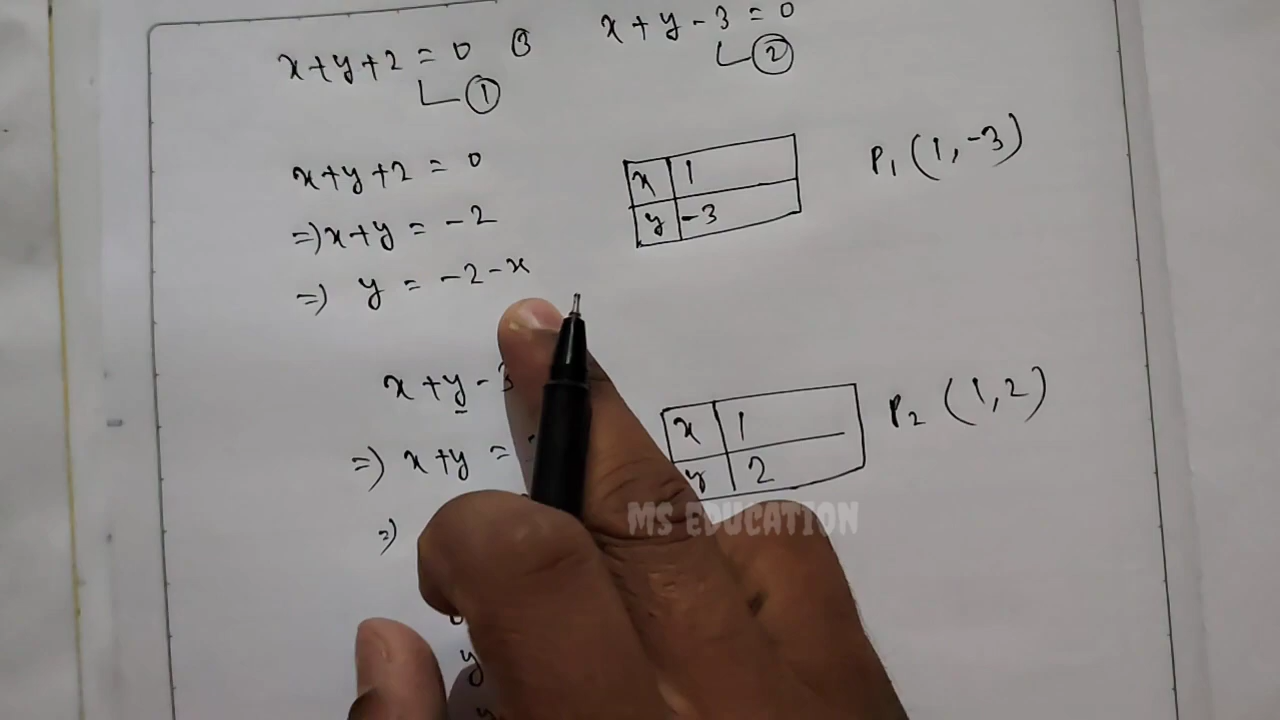 x+y+2 = 0 & x + y - 3 = 0
① ②
x+y+2 = 0
=) x+y = -2
=) y = -2-x
x 1
y -3
P₁ (1, -3)
x + y - 3
=) x+y =
=)
x 1
y 2
P₂ (1, 2)
MS EDUCATION
y
y